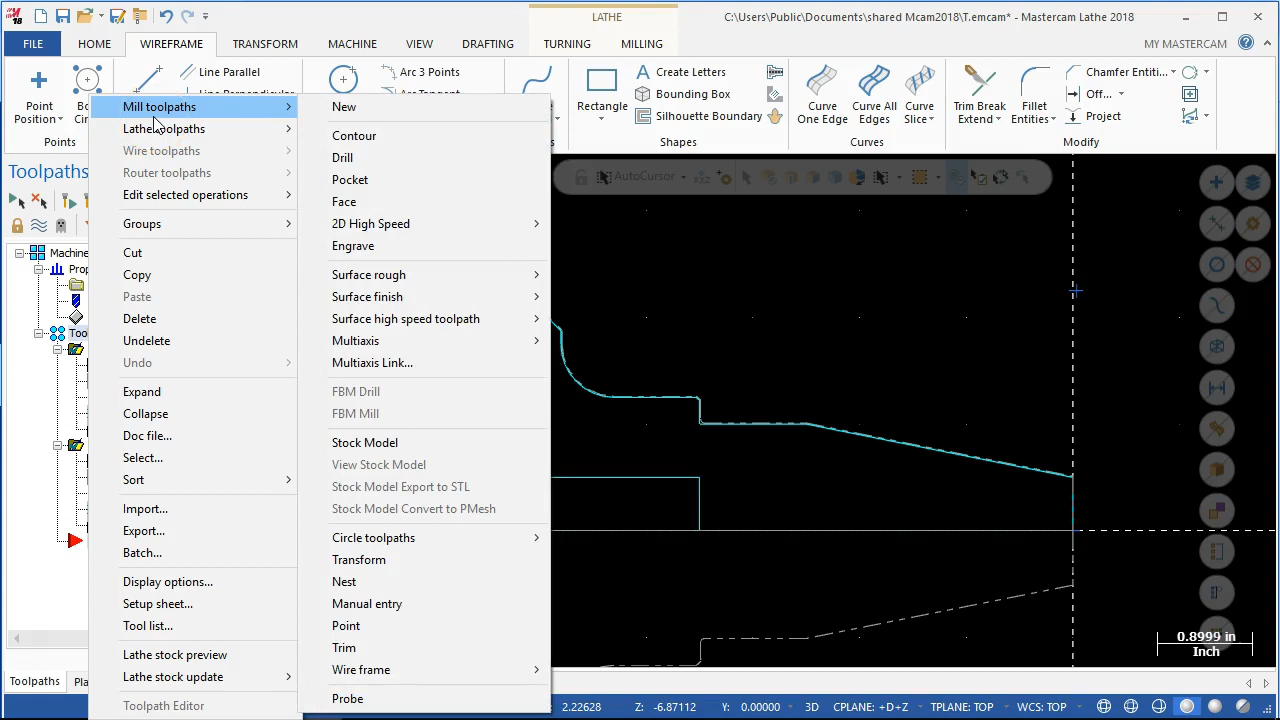 18
LATHE
C:\Users\Public\Documents\shared Mcam2018\T.emcam* - Mastercam Lathe 2018
FILE
HOME
WIREFRAME
TRANSFORM
MACHINE
VIEW
DRAFTING
TURNING
MILLING
MY MASTERCAM
Line Parallel
Arc 3 Points
Create Letters
Bounding Box
Silhouette Boundary
Point
Position
Rectangle
Curve
One Edge
Curve All
Edges
Curve
Slice
Trim Break
Extend
Fillet
Entities
Chamfer Entiti...
Off...
Project
Points
Shapes
Curves
Modify
Toolpaths
AutoCursor
Mill toolpaths
Lathe toolpaths
Wire toolpaths
Router toolpaths
Edit selected operations
Groups
Cut
Copy
Paste
Delete
Undelete
Undo
Expand
Collapse
Doc file...
Select...
Sort
Import...
Export...
Batch...
Display options...
Setup sheet...
Tool list...
Lathe stock preview
Lathe stock update
Toolpath Editor
New
Contour
Drill
Pocket
Face
2D High Speed
Engrave
Surface rough
Surface finish
Surface high speed toolpath
Multiaxis
Multiaxis Link...
FBM Drill
FBM Mill
Stock Model
View Stock Model
Stock Model Export to STL
Stock Model Convert to PMesh
Circle toolpaths
Transform
Nest
Manual entry
Point
Trim
Wire frame
Probe
0.8999 in
Inch
Toolpaths
2.22628
Z: -6.87112
Y: 0.00000
3D
CPLANE: +D+Z
TPLANE: TOP
WCS: TOP